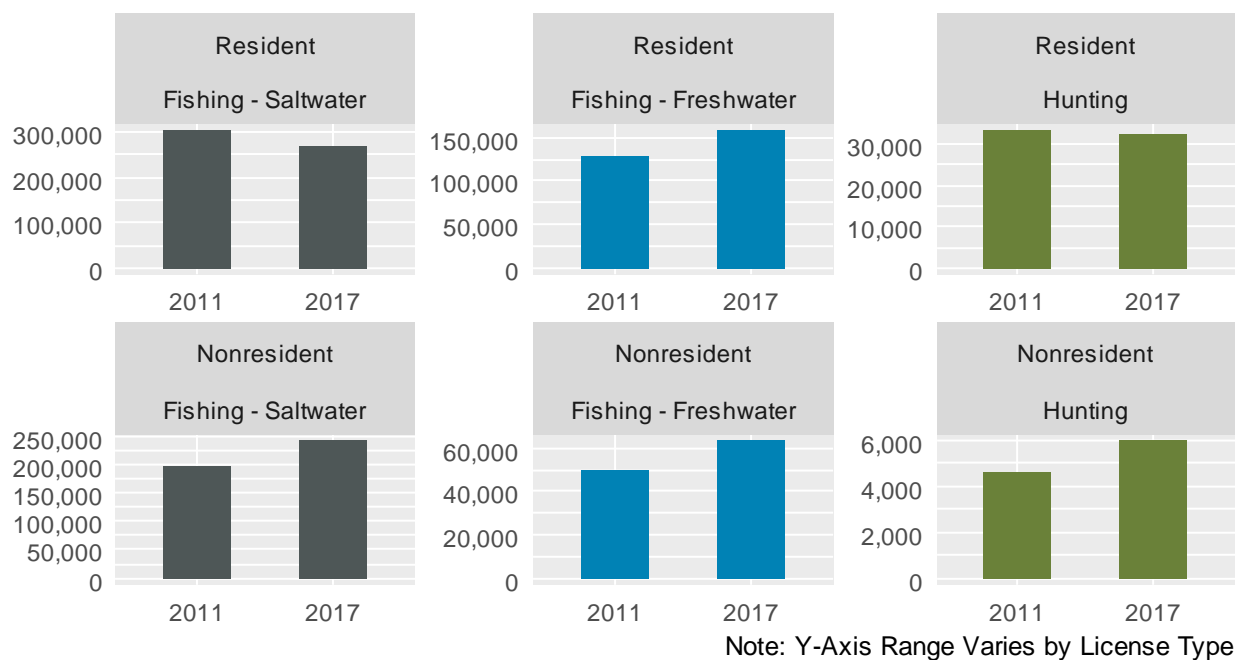 Resident
Fishing - Saltwater
300,000
200,000
100,000
0
2011 2017
Resident
Fishing - Freshwater
150,000
100,000
50,000
0
2011 2017
Resident
Hunting
30,000
20,000
10,000
0
2011 2017
Nonresident
Fishing - Saltwater
250,000
200,000
150,000
100,000
50,000
0
2011 2017
Nonresident
Fishing - Freshwater
60,000
40,000
20,000
0
2011 2017
Nonresident
Hunting
6,000
4,000
2,000
0
2011 2017
Note: Y-Axis Range Varies by License Type